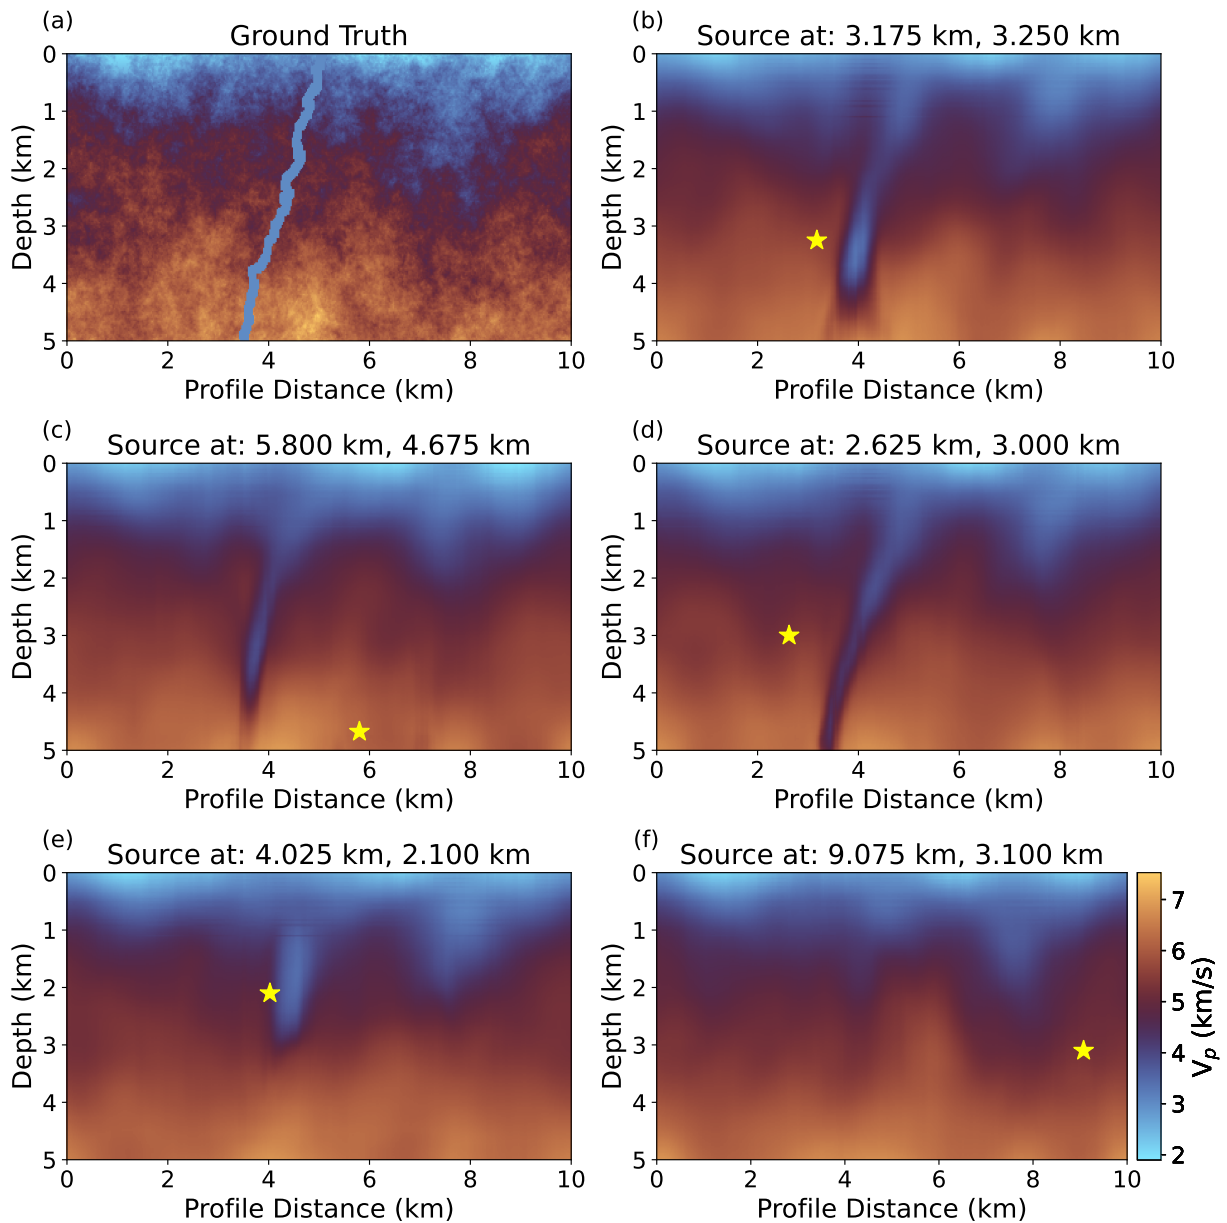 (a)
Ground Truth
0
1
2
3
4
5
Depth (km)
0 2 4 6 8 10
Profile Distance (km)
(b)
Source at: 3.175 km, 3.250 km
0
1
2
3
4
5
Depth (km)
0 2 4 6 8 10
Profile Distance (km)
(c)
Source at: 5.800 km, 4.675 km
0
1
2
3
4
5
Depth (km)
0 2 4 6 8 10
Profile Distance (km)
(d)
Source at: 2.625 km, 3.000 km
0
1
2
3
4
5
Depth (km)
0 2 4 6 8 10
Profile Distance (km)
(e)
Source at: 4.025 km, 2.100 km
0
1
2
3
4
5
Depth (km)
0 2 4 6 8 10
Profile Distance (km)
(f)
Source at: 9.075 km, 3.100 km
0
1
2
3
4
5
Depth (km)
0 2 4 6 8 10
Profile Distance (km)
7
6
5
4
3
2
Vp (km/s)